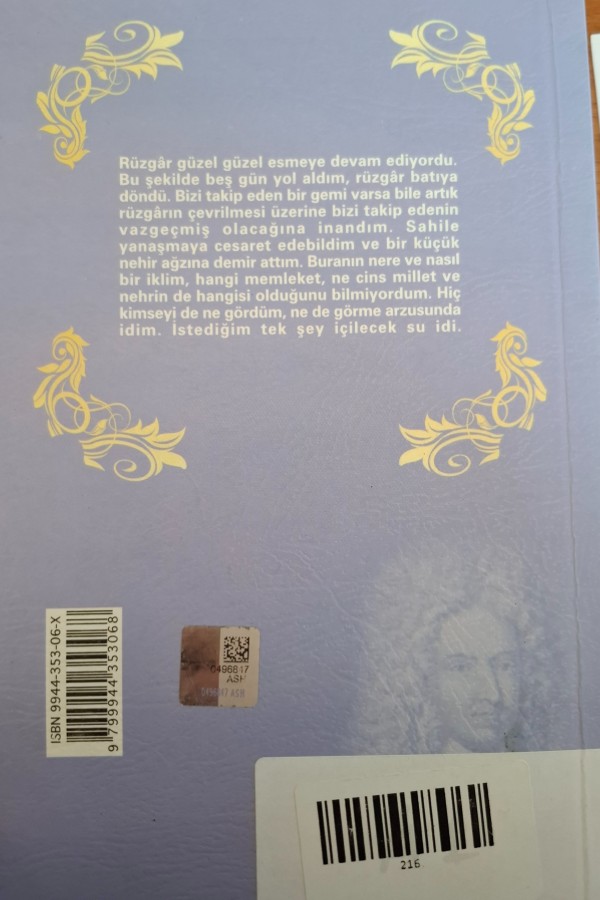 Rüzgâr güzel güzel esmeye devam ediyordu.
Bu şekilde beş gün yol aldım, rüzgâr batıya
döndü. Bizi takip eden bir gemi varsa bile artık
rüzgârın çevrilmesi üzerine bizi takip edenin
vazgeçmiş olacağına inandım. Sahile
yanaşmaya cesaret edebildim ve bir küçük
nehir ağzına demir attım. Buranın nere ve nasıl
bir iklim, hangi memleket, ne cins millet ve
nehrin de hangisi olduğunu bilmiyordum. Hiç
kimseyi de ne gördüm, ne de görme arzusunda
idim. İstediğim tek şey içilecek su idi.
ISBN 9944-353-06-X
9 799944 353068
ASH
216